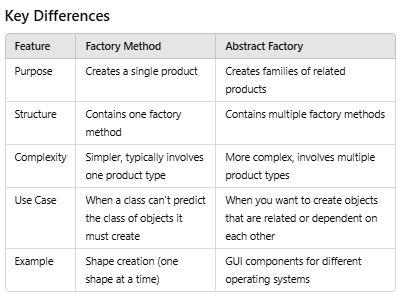 Key Differences
Feature Factory Method Abstract Factory
Purpose Creates a single product Creates families of related
products
Structure Contains one factory Contains multiple factory methods
method
Complexity Simpler, typically involves More complex, involves multiple
one product type product types
Use Case When a class can't predict When you want to create objects
the class of objects it that are related or dependent on
must create each other
Example Shape creation (one GUI components for different
shape at a time) operating systems